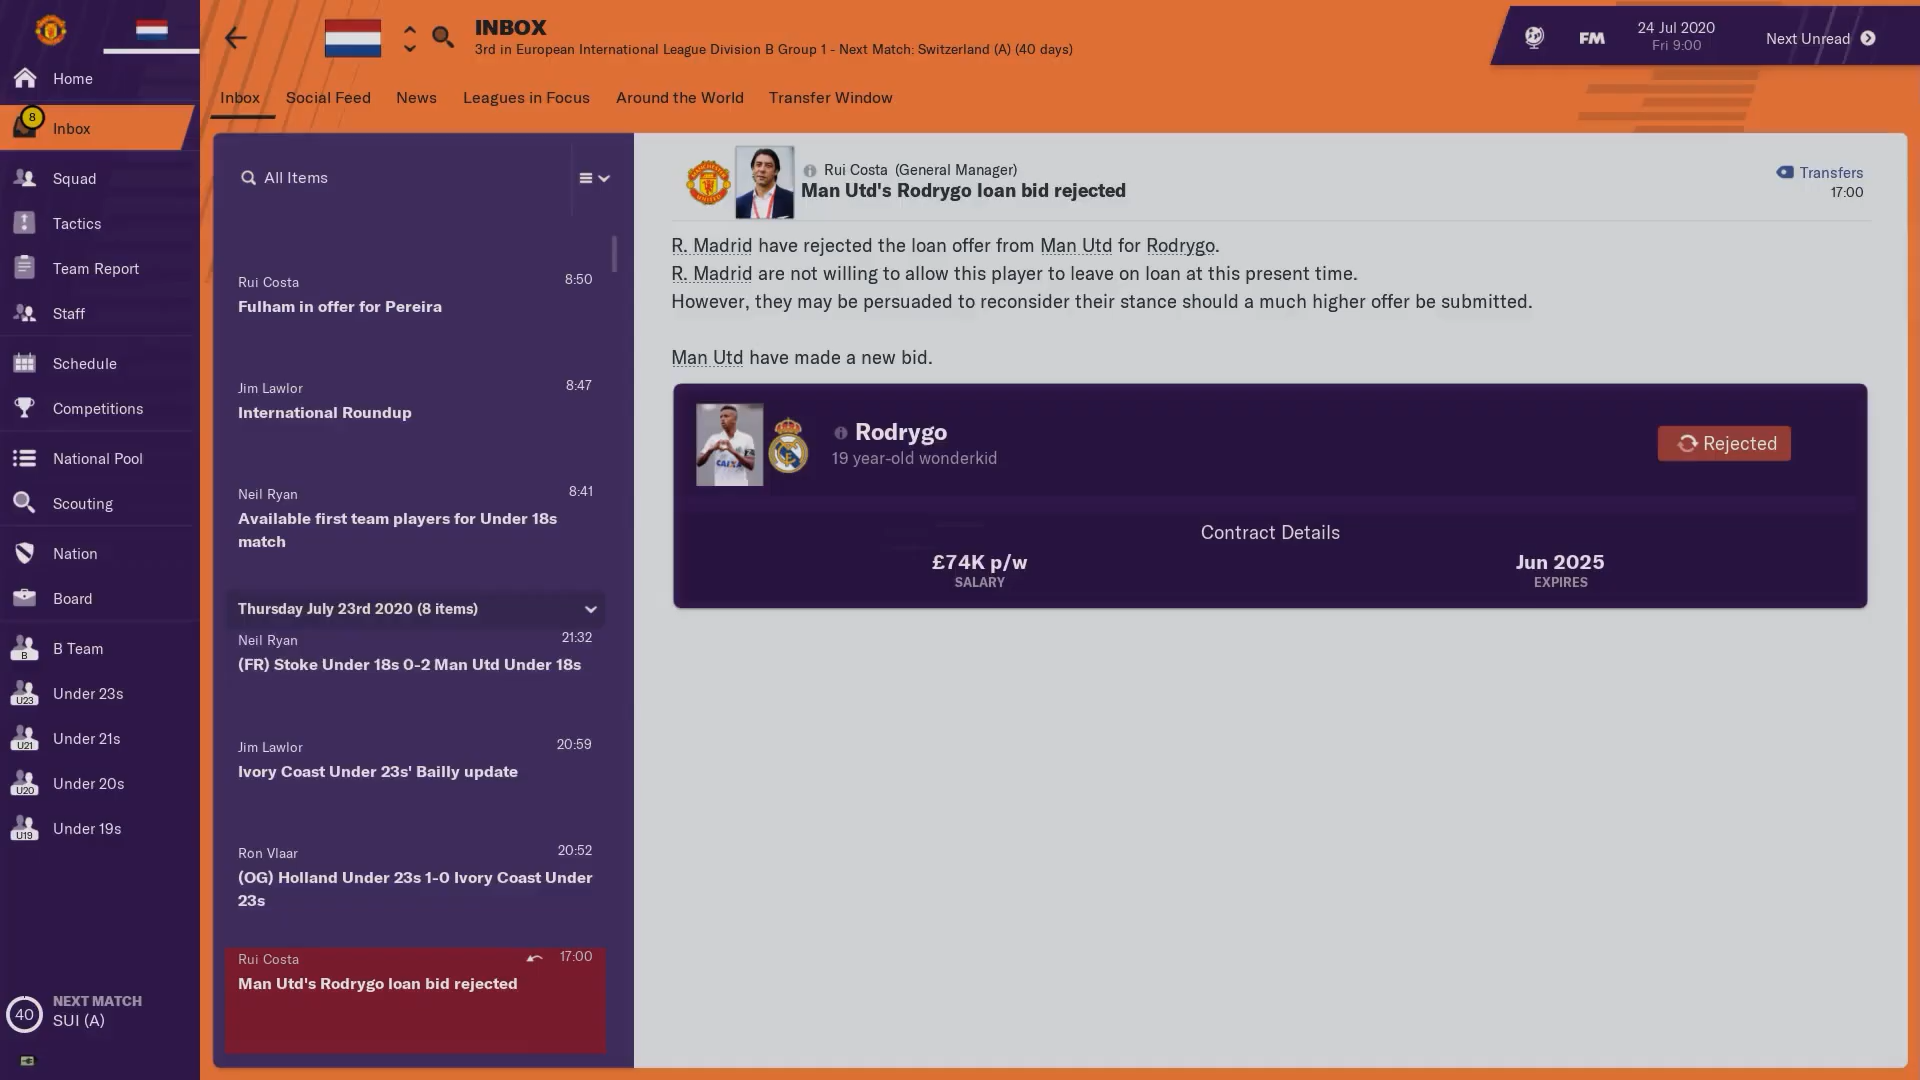 INBOX
3rd in European International League Division B Group 1 - Next Match: Switzerland (A) (40 days)
FM
24 Jul 2020
Fri 9:00
Next Unread
Home
8
Inbox
Squad
Tactics
Team Report
Staff
Schedule
Competitions
National Pool
Scouting
Nation
Board
B
B Team
U23
Under 23s
U21
Under 21s
U20
Under 20s
U19
Under 19s
40
NEXT MATCH
SUI (A)
Inbox
Social Feed
News
Leagues in Focus
Around the World
Transfer Window
All Items
Rui Costa
8:50
Fulham in offer for Pereira
Jim Lawlor
8:47
International Roundup
Neil Ryan
8:41
Available first team players for Under 18s
match
Thursday July 23rd 2020 (8 items)
Neil Ryan
21:32
(FR) Stoke Under 18s 0-2 Man Utd Under 18s
Jim Lawlor
20:59
Ivory Coast Under 23s' Bailly update
Ron Vlaar
20:52
(OG) Holland Under 23s 1-0 Ivory Coast Under
23s
Rui Costa
17:00
Man Utd's Rodrygo loan bid rejected
Rui Costa (General Manager)
Man Utd's Rodrygo loan bid rejected
Transfers
17:00
R. Madrid have rejected the loan offer from Man Utd for Rodrygo.
R. Madrid are not willing to allow this player to leave on loan at this present time.
However, they may be persuaded to reconsider their stance should a much higher offer be submitted.
Man Utd have made a new bid.
CAIXA
Rodrygo
19 year-old wonderkid
Rejected
Contract Details
£74K p/w
SALARY
Jun 2025
EXPIRES